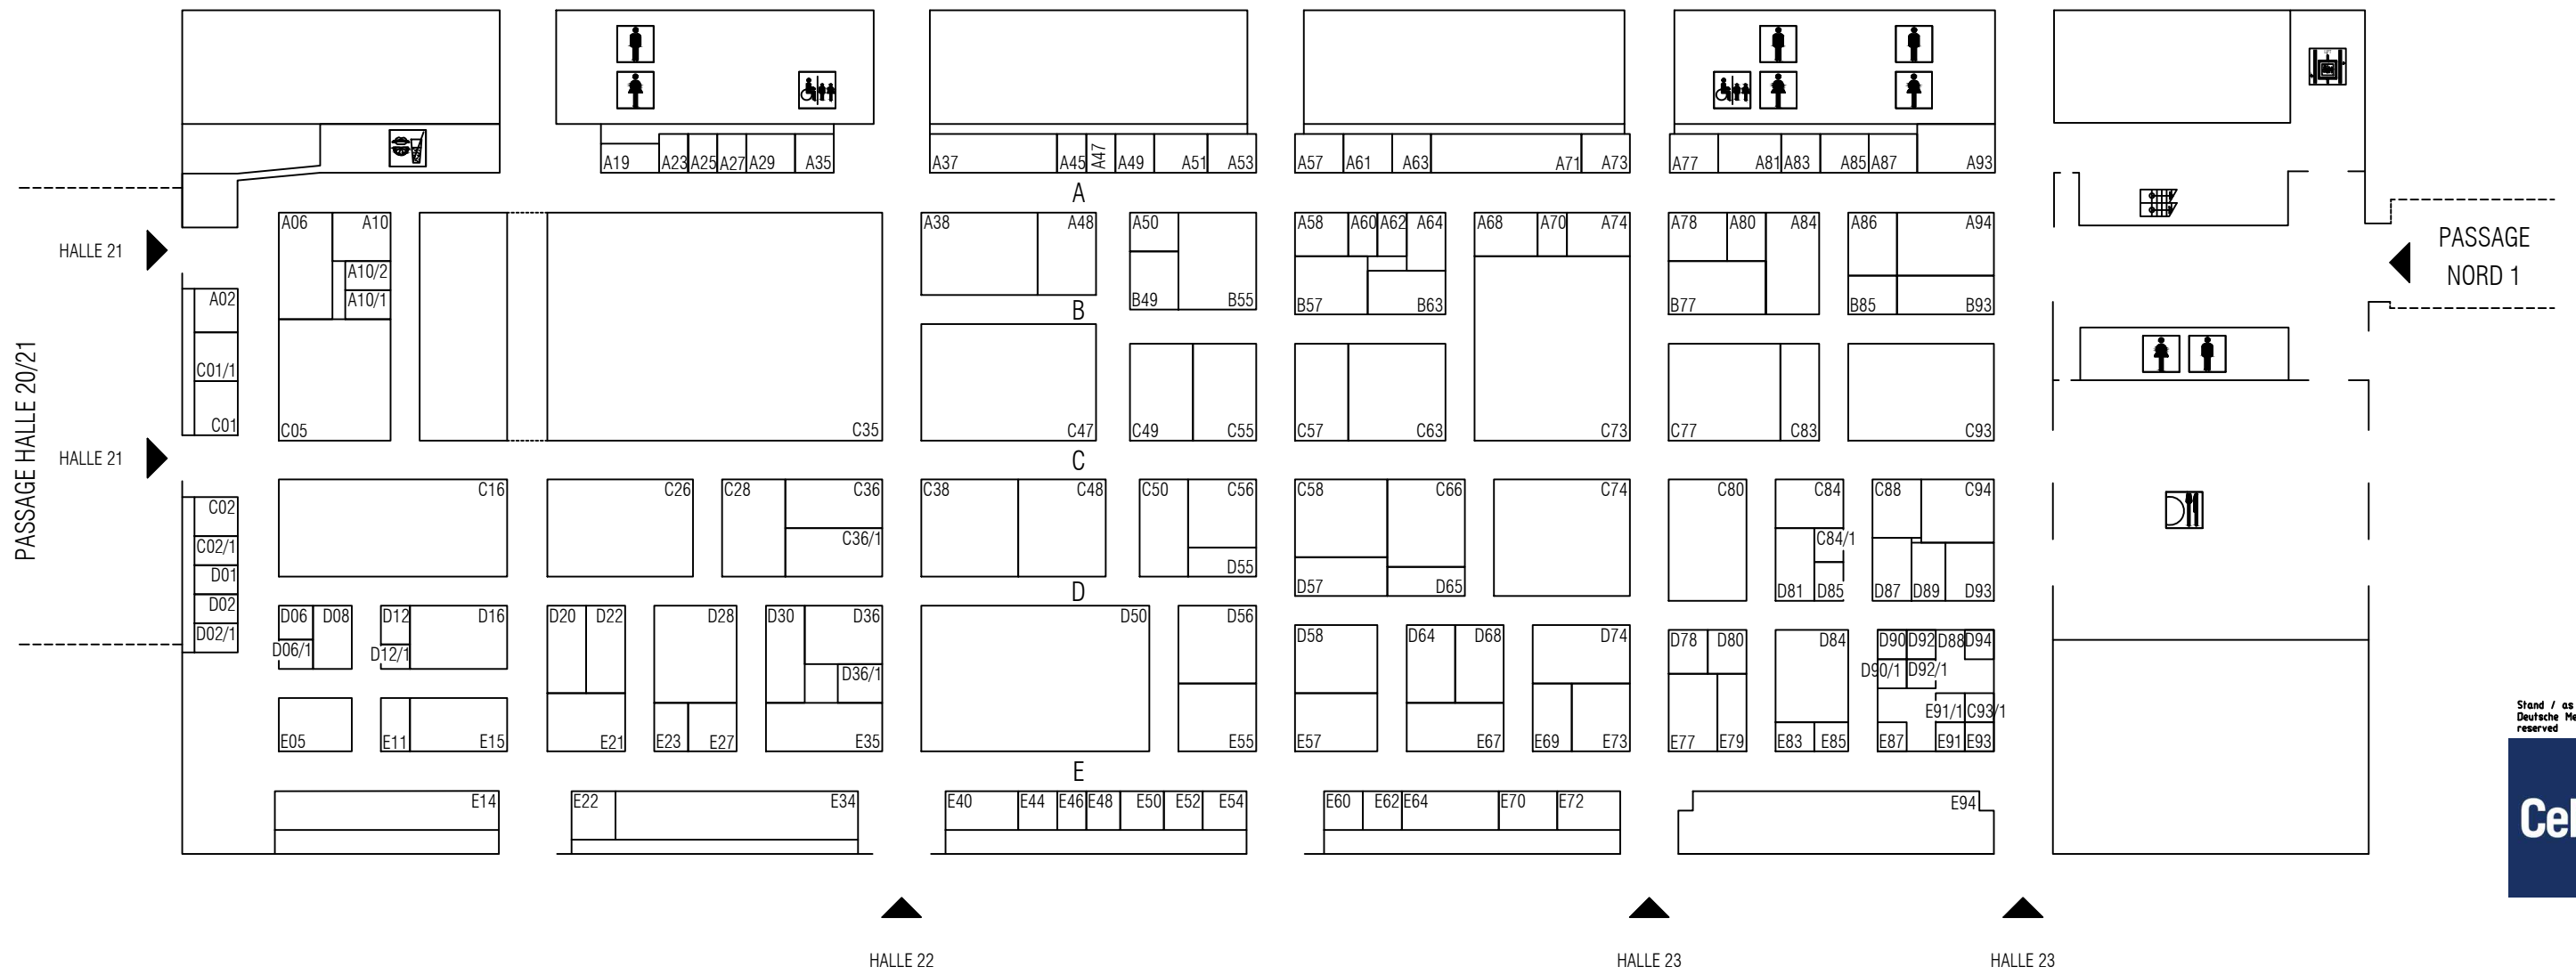 A19 A23 A25 A27 A29 A35 A37 A45 A47 A49 A51 A53 A57 A61 A63 A71 A73 A77 A81 A83 A85 A87 A93
A
A06 A10 A38 A48 A50 A58 A60 A62 A64 A68 A70 A74 A78 A80 A84 A86 A94
HALLE 21
PASSAGE
NORD 1
A10/2
A02 A10/1 B49 B55 B57 B63 B77 B85 B93
B
PASSAGE HALLE 20/21
C01/1
C01 C05 C35 C47 C49 C55 C57 C63 C73 C77 C83 C93
HALLE 21
C
C16 C26 C28 C36 C38 C48 C50 C56 C58 C66 C74 C80 C84 C88 C94
C02
C02/1 C36/1 C84/1
D01 D55
D57 D65 D81 D85 D87 D89 D93
D
D02 D06 D08 D12 D16 D20 D22 D28 D30 D36 D50 D56
D02/1 D58 D64 D68 D74 D78 D80 D84 D90 D92 D88 D94
D06/1 D12/1
D36/1 D90/1 D92/1
E91/1 C93/1
E05 E11 E15 E21 E23 E27 E35 E55 E57 E67 E69 E73 E77 E79 E83 E85 E87 E91 E93
E
E14 E22 E34 E40 E44 E46 E48 E50 E52 E54 E60 E62 E64 E70 E72 E94
Stand / as
Deutsche Me
reserved
CeB
HALLE 22 HALLE 23 HALLE 23